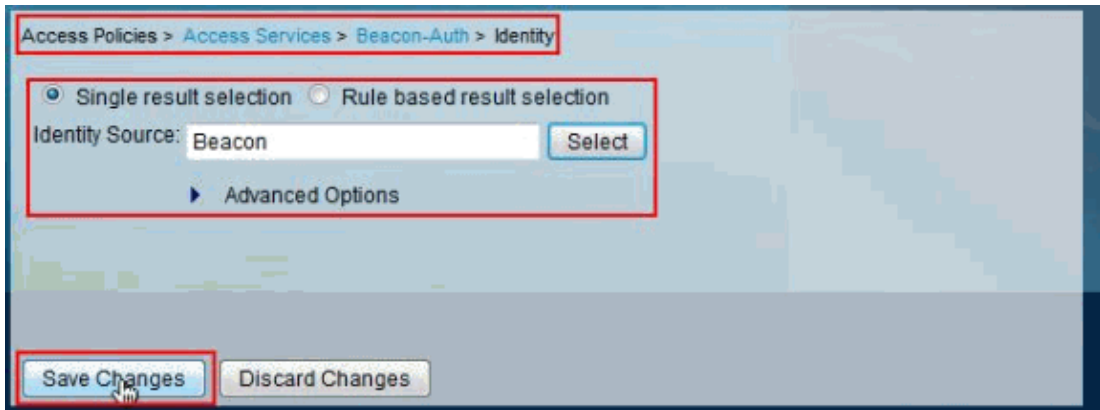 Access Policies > Access Services > Beacon-Auth > Identity
Single result selection Rule based result selection
Identity Source: Beacon Select
Advanced Options
Save Changes Discard Changes